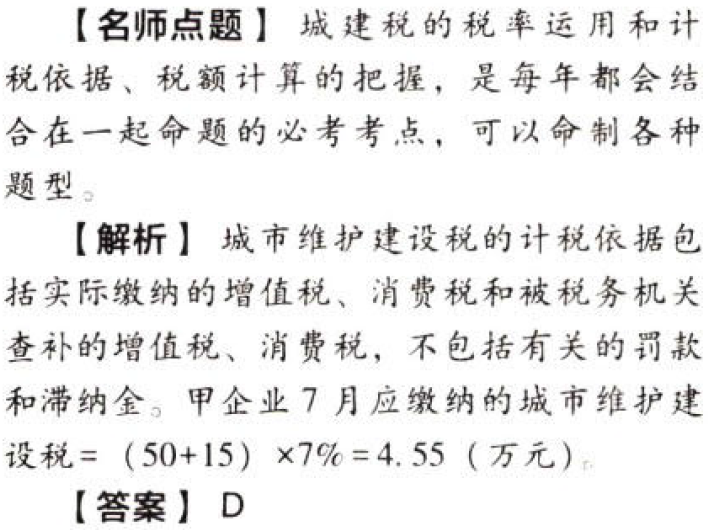 【名师点题】 城建税的税率运用和计
税依据、税额计算的把握，是每年都会结
合在一起命题的必考考点，可以命制各种
题型。
【解析】 城市维护建设税的计税依据包
括实际缴纳的增值税、消费税和被税务机关
查补的增值税、消费税，不包括有关的罚款
和滞纳金。甲企业 7 月应缴纳的城市维护建
设税= (50+15) ×7%=4.55 (万元)。
【答案】 D